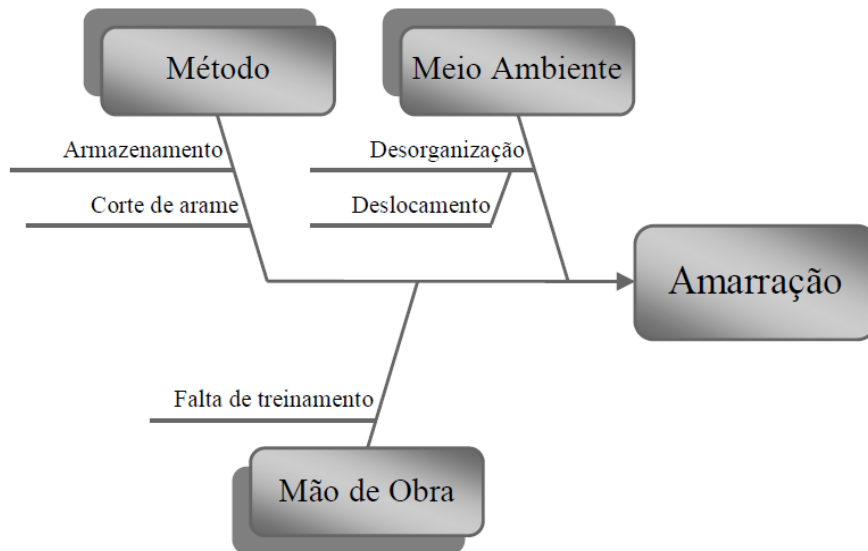 Método
Meio Ambiente
Armazenamento
Desorganização
Corte de arame
Deslocamento
Amarração
Falta de treinamento
Mão de Obra